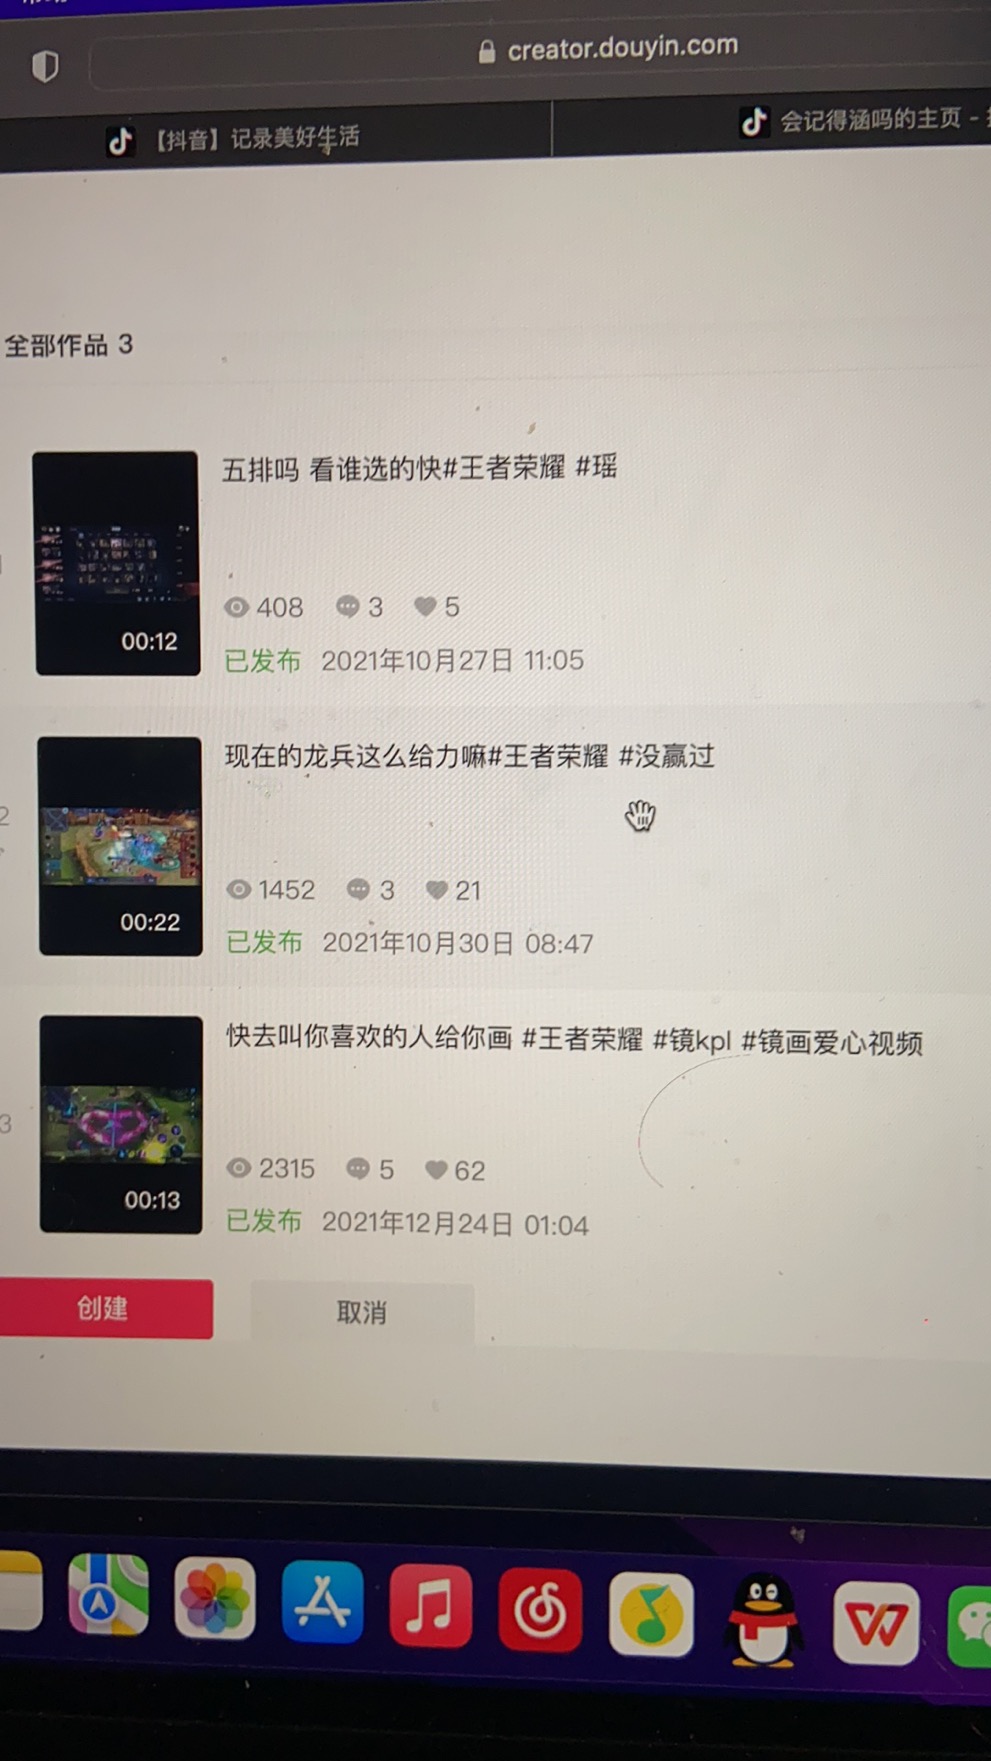 creator.douyin.com
【抖音】记录美好生活
会记得涵吗的主页 -
全部作品 3
五排吗 看谁选的快#王者荣耀 #瑶
408 3 5
00:12
已发布 2021年10月27日 11:05
现在的龙兵这么给力嘛#王者荣耀 #没赢过
2
1452 3 21
00:22
已发布 2021年10月30日 08:47
快去叫你喜欢的人给你画 #王者荣耀 #镜kpl #镜画爱心视频
3
2315 5 62
00:13
已发布 2021年12月24日 01:04
创建 取消